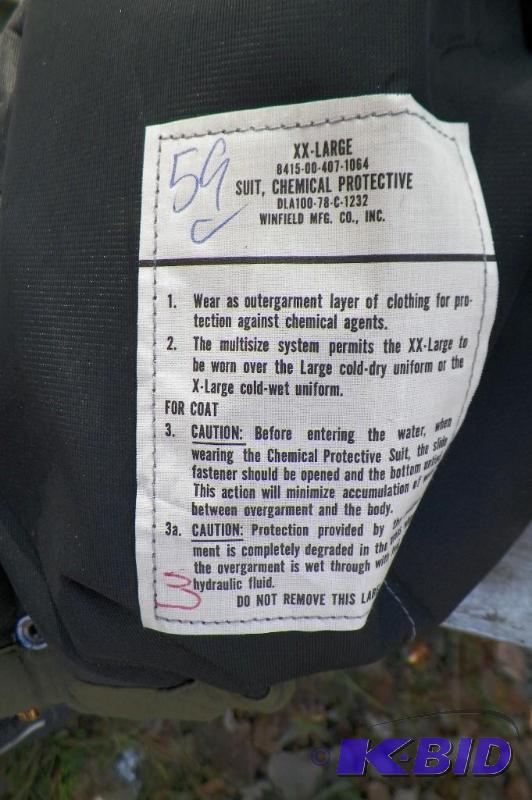 59
XX-LARGE
8415-00-407-1064
SUIT, CHEMICAL PROTECTIVE
DLA100-78-C-1232
WINFIELD MFG. CO., INC.
1. Wear as outergarment layer of clothing for pro-
tection against chemical agents.
2. The multisize system permits the XX-Large to
be worn over the Large cold-dry uniform or the
X-Large cold-wet uniform.
FOR COAT
3. CAUTION: Before entering the water, when
wearing the Chemical Protective Suit, the slide
fastener should be opened and the bottom
This action will minimize accumulation of
between overgarment and the body.
3a. CAUTION: Protection provided by the
ment is completely degraded in the
the overgarment is wet through with
hydraulic fluid.
3
DO NOT REMOVE THIS
© K-BID